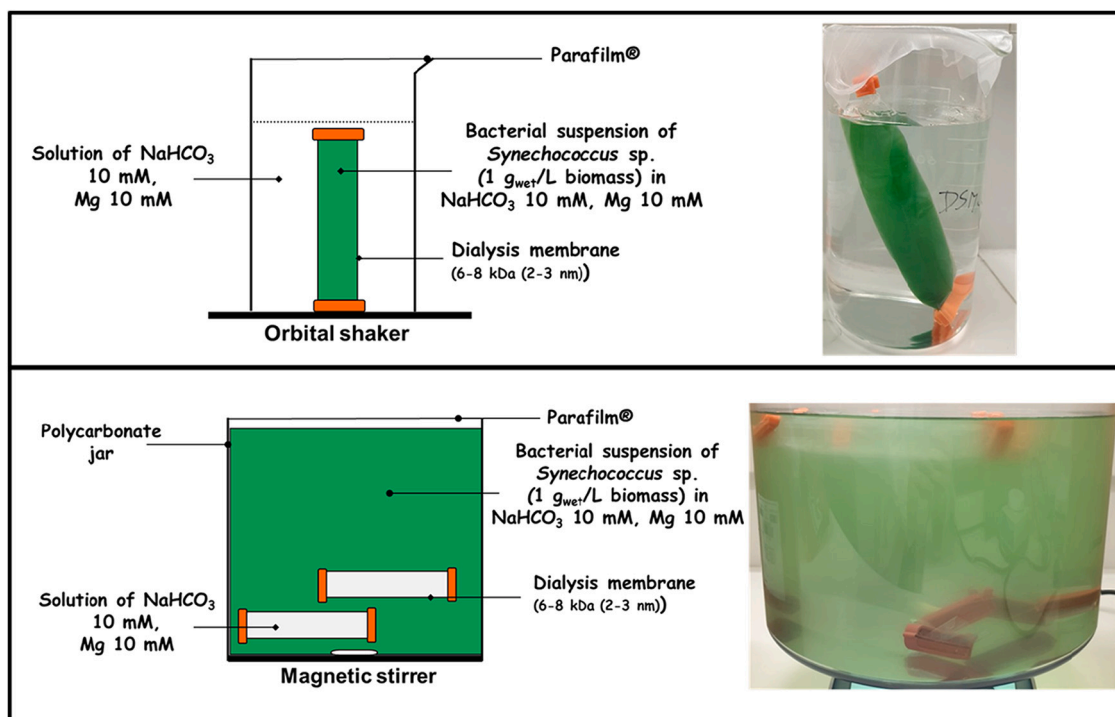 Parafilm®
Solution of NaHCO₃
10 mM,
Mg 10 mM
Bacterial suspension of
Synechococcus sp.
(1 g_wet/L biomass) in
NaHCO₃ 10 mM, Mg 10 mM
Dialysis membrane
(6-8 kDa (2-3 nm))
Orbital shaker
Polycarbonate
jar
Parafilm®
Bacterial suspension of
Synechococcus sp.
(1 g_wet/L biomass) in
NaHCO₃ 10 mM, Mg 10 mM
Solution of NaHCO₃
10 mM,
Mg 10 mM
Dialysis membrane
(6-8 kDa (2-3 nm))
Magnetic stirrer